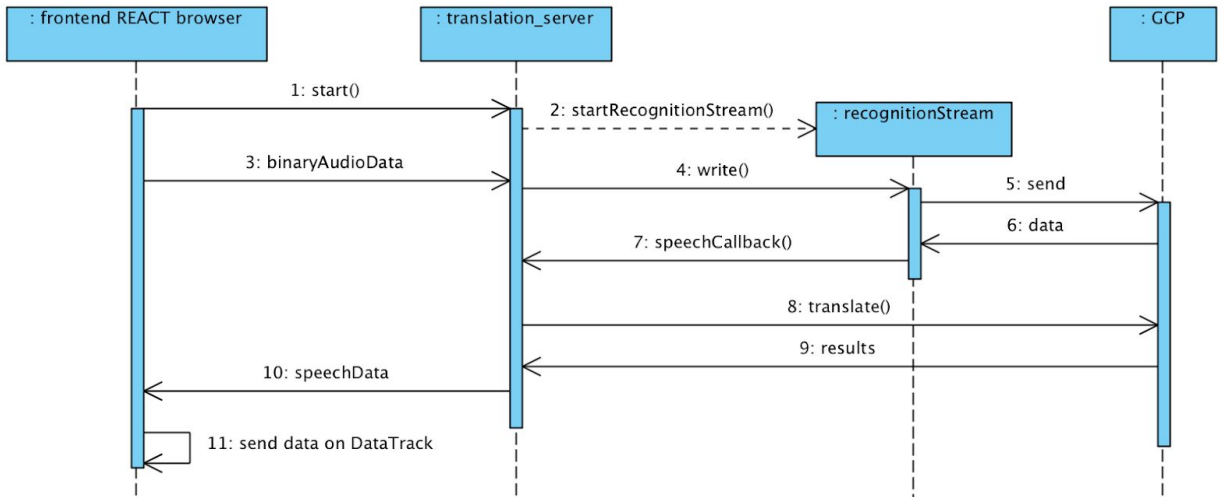 : frontend REACT browser
: translation_server
: GCP
1: start()
2: startRecognitionStream()
: recognitionStream
3: binaryAudioData
4: write()
5: send
6: data
7: speechCallback()
8: translate()
9: results
10: speechData
11: send data on DataTrack